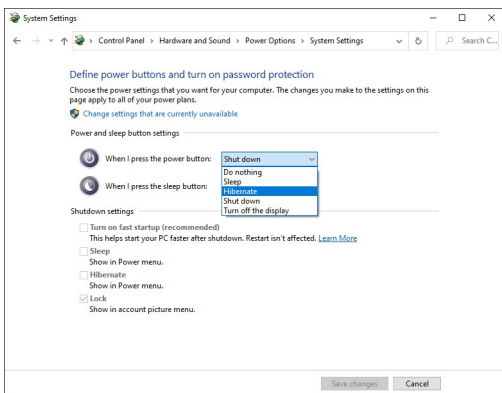 System Settings
Control Panel > Hardware and Sound > Power Options > System Settings
Search C...
Define power buttons and turn on password protection
Choose the power settings that you want for your computer. The changes you make to the settings on this
page apply to all of your power plans.
Change settings that are currently unavailable
Power and sleep button settings
When I press the power button: Shut down
Do nothing
Sleep
When I press the sleep button: Hibernate
Shut down
Turn off the display
Shutdown settings
Turn on fast startup (recommended)
This helps start your PC faster after shutdown. Restart isn't affected. Learn More
Sleep
Show in Power menu.
Hibernate
Show in Power menu.
Lock
Show in account picture menu.
Save changes Cancel